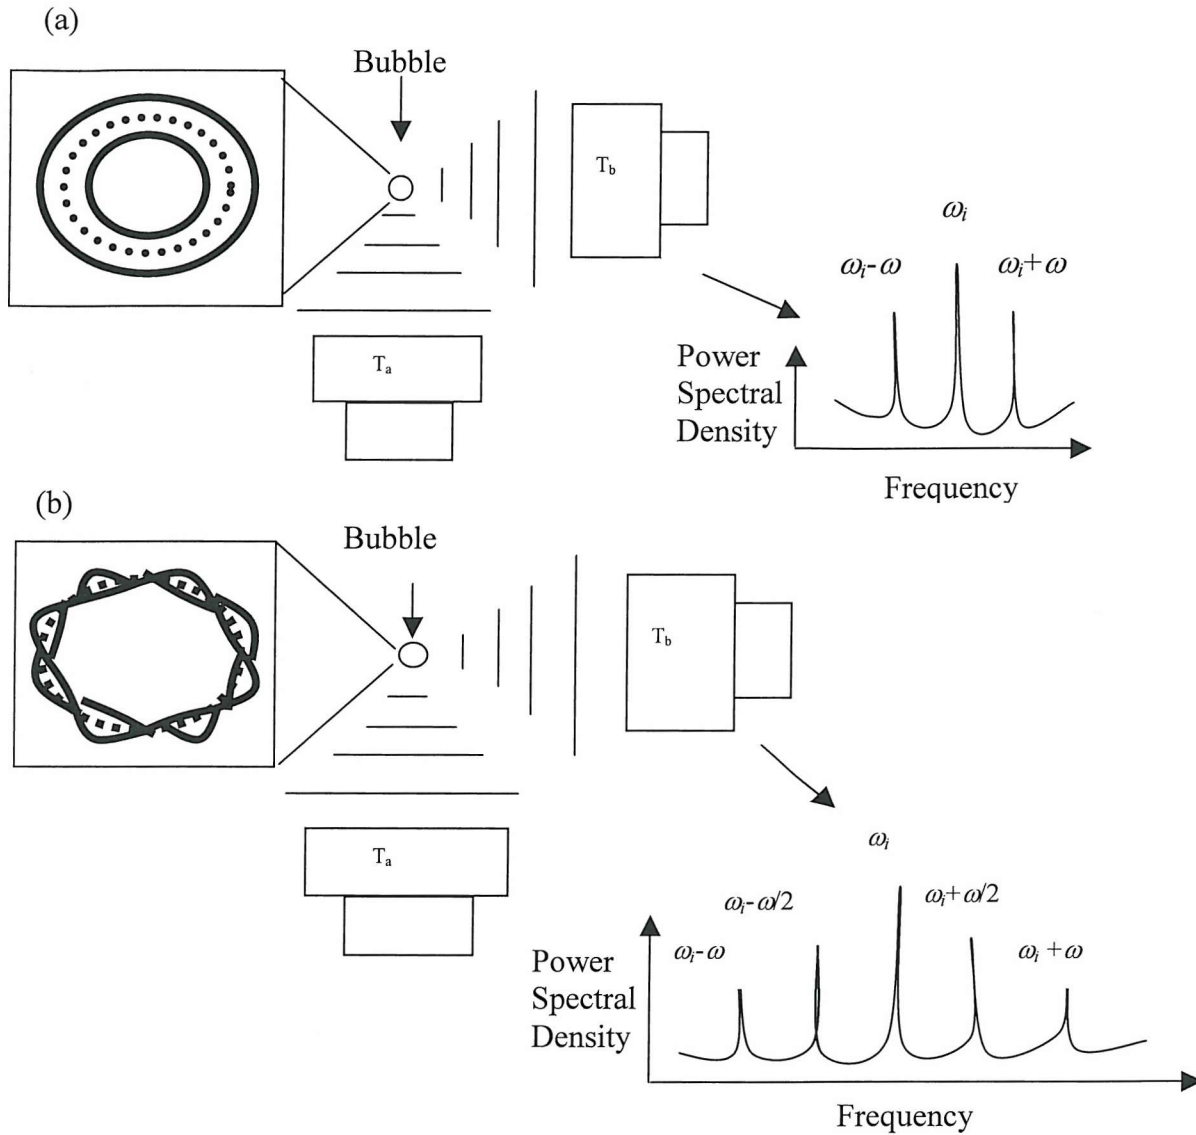 (a)
Bubble
T_b
T_a
ω_i
ω_i-ω
ω_i+ω
Power
Spectral
Density
Frequency
(b)
Bubble
T_b
T_a
ω_i
ω_i-ω/2
ω_i+ω/2
ω_i-ω
ω_i +ω
Power
Spectral
Density
Frequency